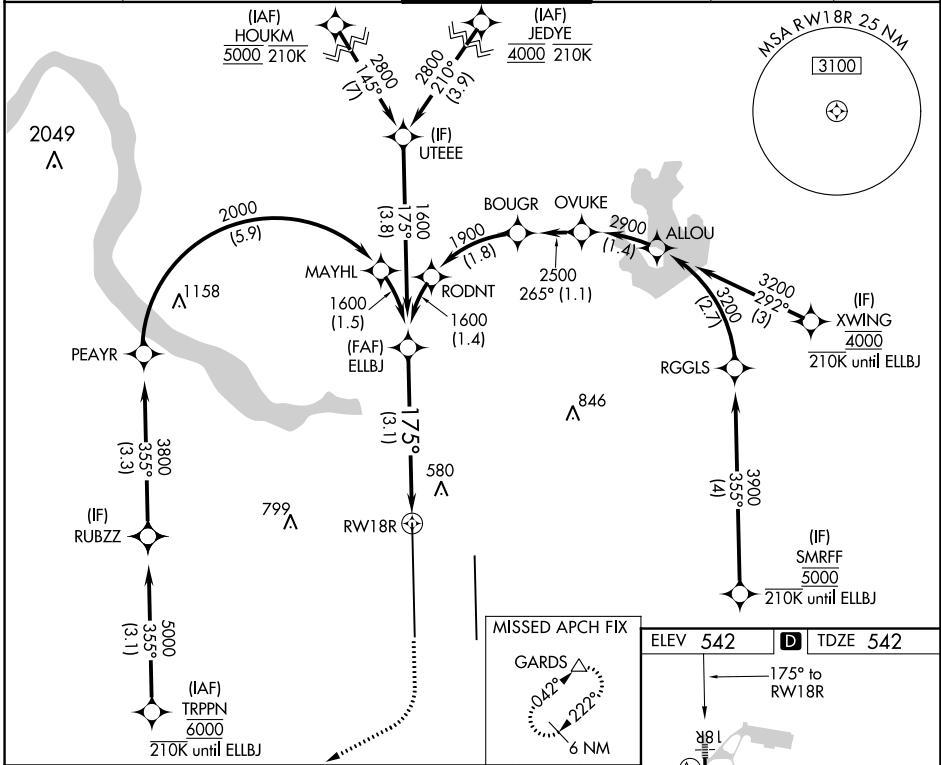 (IAF)
HOUKM
5000 210K
(IAF)
JEDYE
4000 210K
2800
145°
(7)
2800
210°
(3.9)
MSA RW18R 25 NM
3100
2049
(IF)
UTEEE
1600
175°
(3.8)
2000
(5.9)
BOUGR
OVUKE
1900
(1.8)
2900
(1.4)
ALLOU
2500
265° (1.1)
MAYHL
RODNT
1600
(1.5)
1600
(1.4)
3200
(2.7)
3200
292°
(3)
(IF)
XWING
4000
210K until ELLBJ
1158
PEAYR
(FAF)
ELLBJ
RGGLS
846
175°
(3.1)
3800
355°
(3.3)
3900
355°
(4)
580
799
RW18R
(IF)
RUBZZ
(IF)
SMRFF
5000
210K until ELLBJ
5000
355°
(3.1)
(IAF)
TRPPN
6000
210K until ELLBJ
MISSED APCH FIX
GARDS
042°
222°
6 NM
ELEV 542 D TDZE 542
175° to
RW18R
18R
A